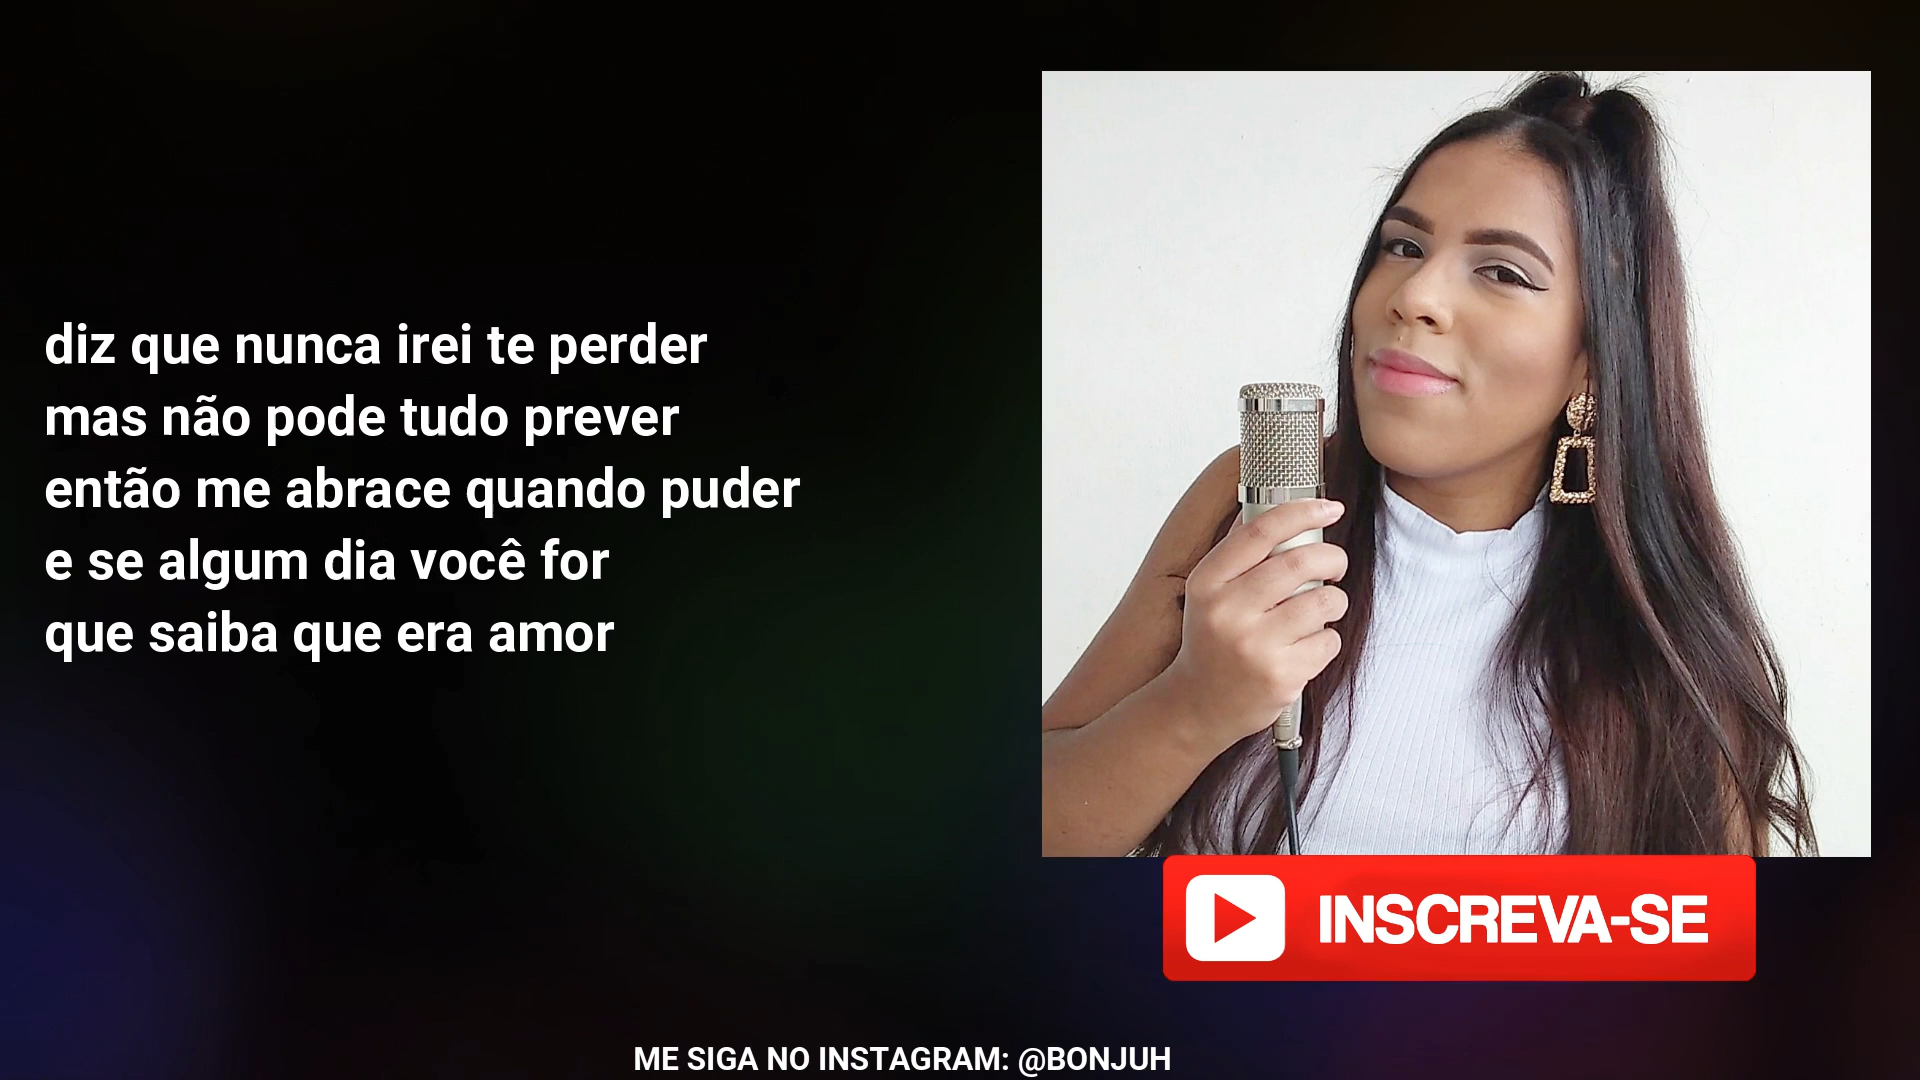 diz que nunca irei te perder
mas não pode tudo prever
então me abrace quando puder
e se algum dia você for
que saiba que era amor
INSCREVA-SE
ME SIGA NO INSTAGRAM: @BONJUH